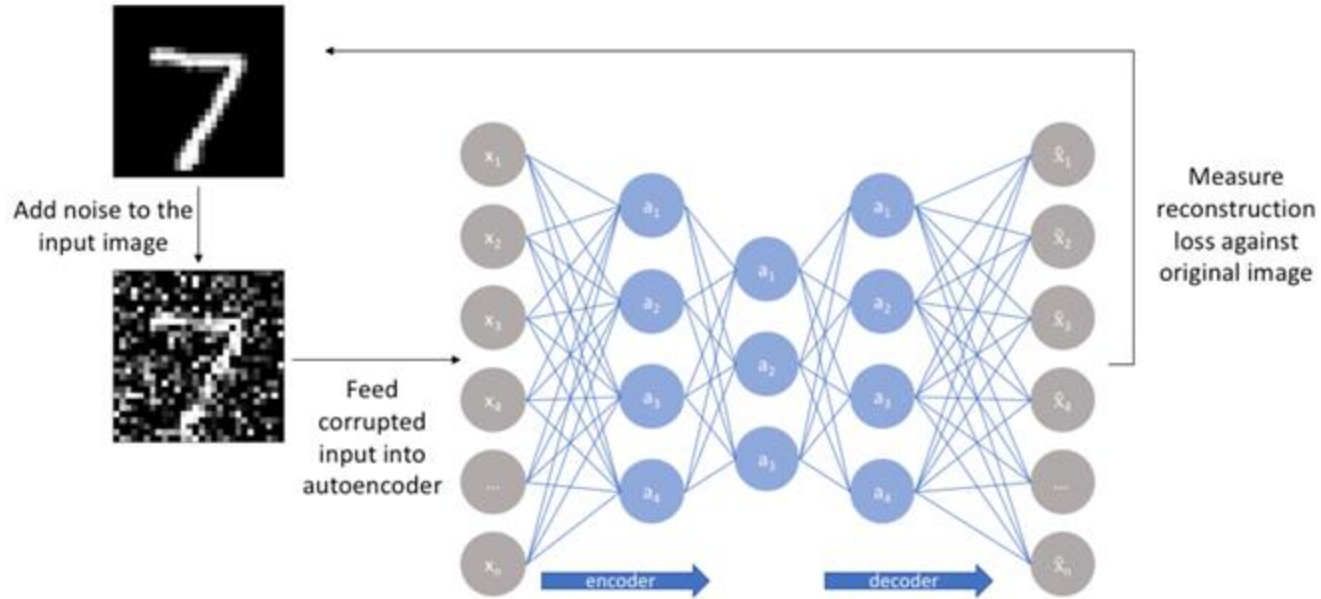 Add noise to the
input image
Feed
corrupted
input into
autoencoder
x₁
x₂
x₃
x₄
...
xₙ
a₁
a₂
a₃
a₄
a₁
a₂
a₃
a₁
a₂
a₃
a₄
x̂₁
x̂₂
x̂₃
x̂₄
...
x̂ₙ
encoder
decoder
Measure
reconstruction
loss against
original image